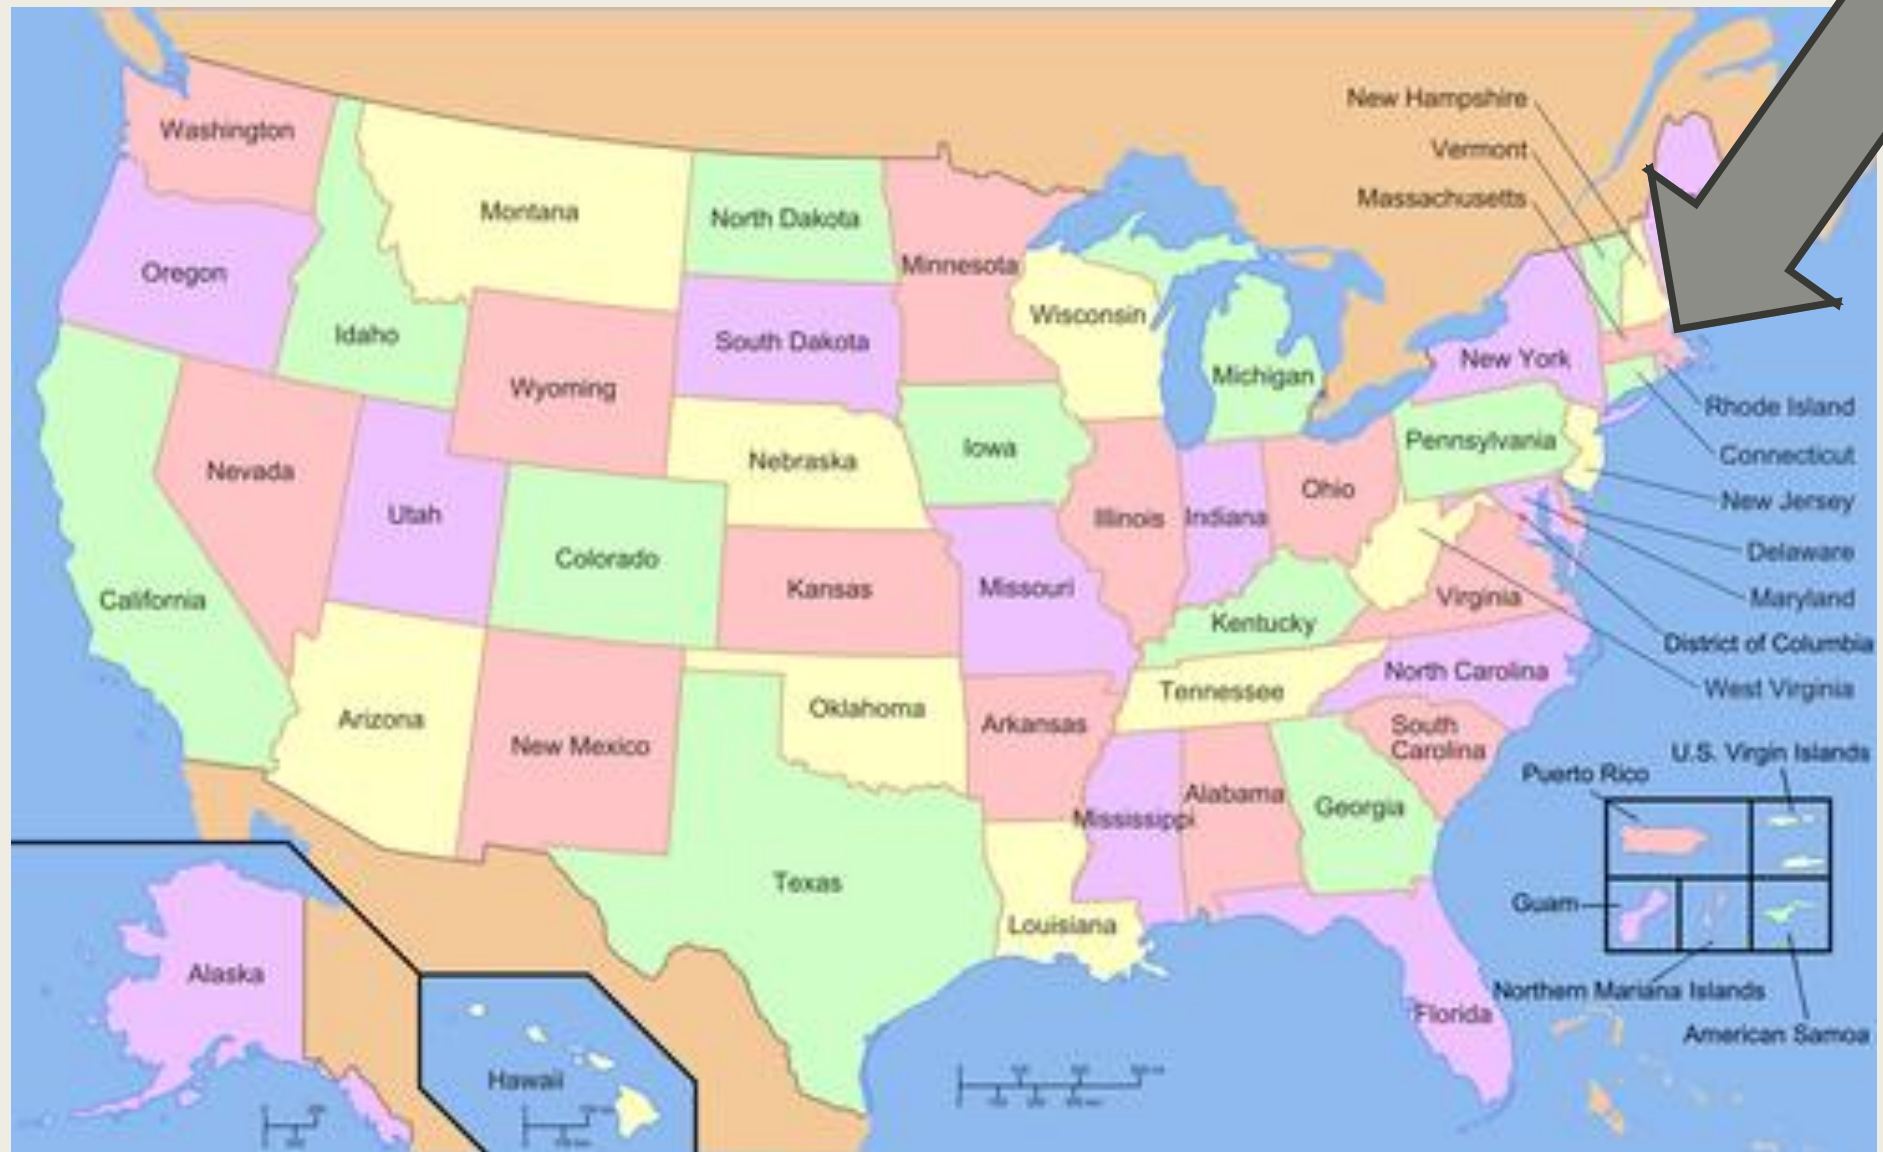 New Hampshire
Washington
Vermont
Massachusetts
Montana
North Dakota
Minnesota
Oregon
Wisconsin
Idaho
South Dakota
New York
Michigan
Wyoming
Rhode Island
Pennsylvania
Iowa
Connecticut
Nebraska
Nevada
Ohio
New Jersey
Utah
Illinois
Indiana
Delaware
Colorado
Kansas
Missouri
Virginia
Maryland
California
Kentucky
District of Columbia
North Carolina
Tennessee
West Virginia
Oklahoma
Arizona
Arkansas
South
Carolina
New Mexico
U.S. Virgin Islands
Puerto Rico
Alabama
Georgia
Mississippi
Texas
Guam
Louisiana
Alaska
Northern Mariana Islands
Florida
American Samoa
Hawaii